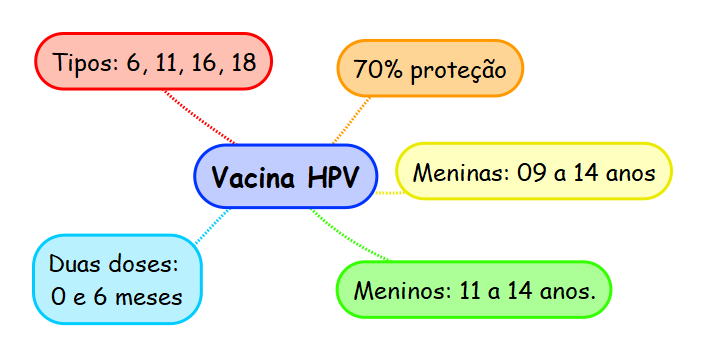 Tipos: 6, 11, 16, 18
70% proteção
Vacina HPV
Meninas: 09 a 14 anos
Duas doses:
0 e 6 meses
Meninos: 11 a 14 anos.